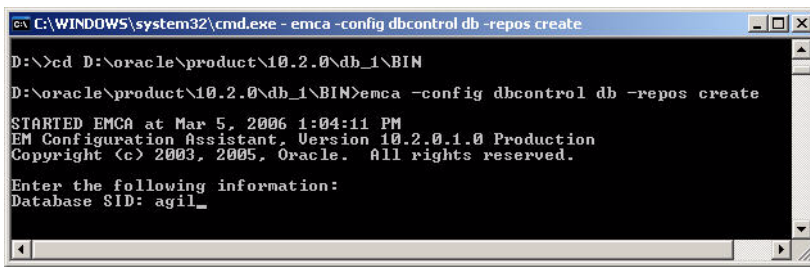 C:\WINDOWS\system32\cmd.exe - emca -config dbcontrol db -repos create
D:\>cd D:\oracle\product\10.2.0\db_1\BIN
D:\oracle\product\10.2.0\db_1\BIN>emca -config dbcontrol db -repos create
STARTED EMCA at Mar 5, 2006 1:04:11 PM
EM Configuration Assistant, Version 10.2.0.1.0 Production
Copyright (c) 2003, 2005, Oracle.  All rights reserved.
Enter the following information:
Database SID: agil_